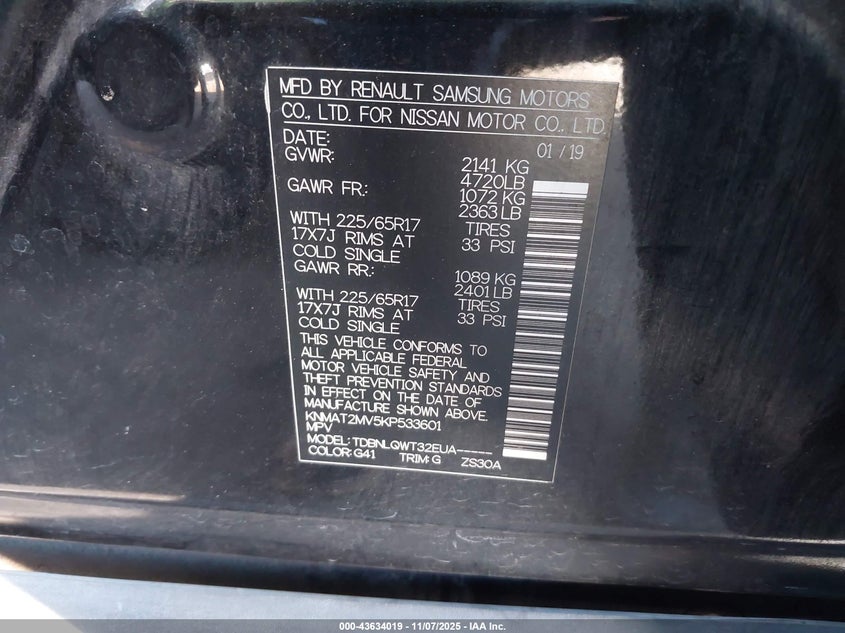 MFD BY RENAULT SAMSUNG MOTORS
CO., LTD. FOR NISSAN MOTOR CO., LTD.
DATE: 01 / 19
GVWR: 2141 KG
4720LB
GAWR FR.: 1072 KG
2363 LB
WITH 225/65R17 TIRES
17X7J RIMS AT 33 PSI
COLD SINGLE
GAWR RR.: 1089 KG
2401 LB
WITH 225/65R17 TIRES
17X7J RIMS AT 33 PSI
COLD SINGLE
THIS VEHICLE CONFORMS TO
ALL APPLICABLE FEDERAL
MOTOR VEHICLE SAFETY AND
THEFT PREVENTION STANDARDS
IN EFFECT ON THE DATE OF
MANUFACTURE SHOWN ABOVE.
KNMAT2MV5KP533601
MPV
MODEL: TDBNLQWT32EUA------
COLOR: G41 TRIM: G ZS30A
000-43634019 - 11/07/2025 - IAA Inc.